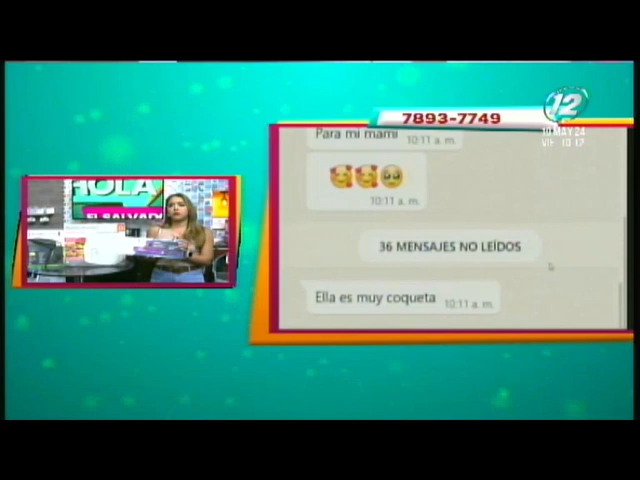 7893-7749
12
10 MAY 24
VIE 10:17
Para mi mami 10:11 a. m.
10:11 a. m.
36 MENSAJES NO LEÍDOS
Ella es muy coqueta 10:11 a. m.
HOLA
EL SALVADOR